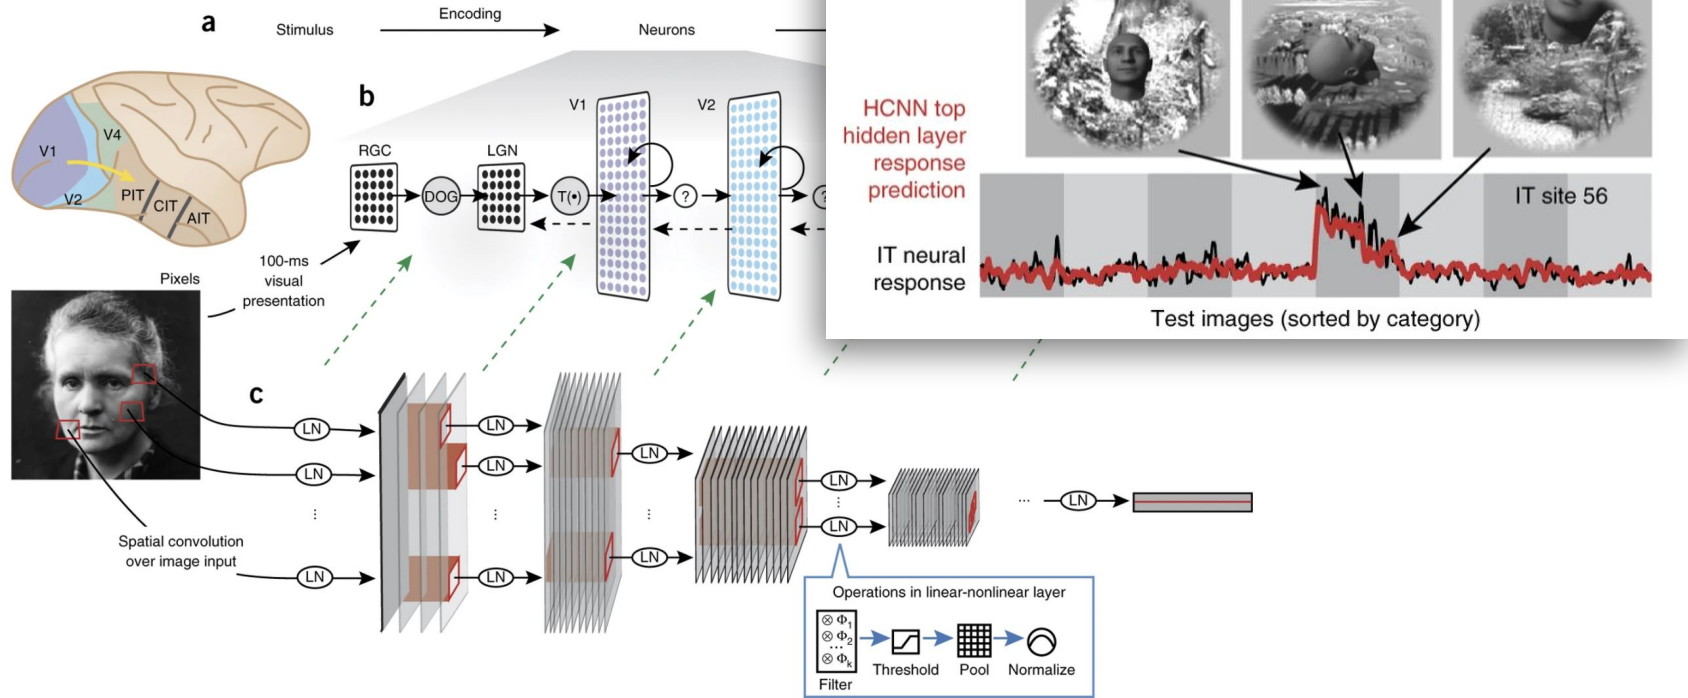 a
Stimulus
Encoding
Neurons
b
V1
V2
RGC
LGN
DOG
T(•)
?
?
V1
V2
V4
PIT
CIT
AIT
100-ms
visual
presentation
Pixels
HCNN top
hidden layer
response
prediction
IT neural
response
IT site 56
Test images (sorted by category)
c
LN
LN
LN
LN
LN
LN
LN
LN
LN
LN
...
LN
Spatial convolution
over image input
Operations in linear-nonlinear layer
⊗ Φ1
⊗ Φ2
...
⊗ Φk
Filter
Threshold
Pool
Normalize